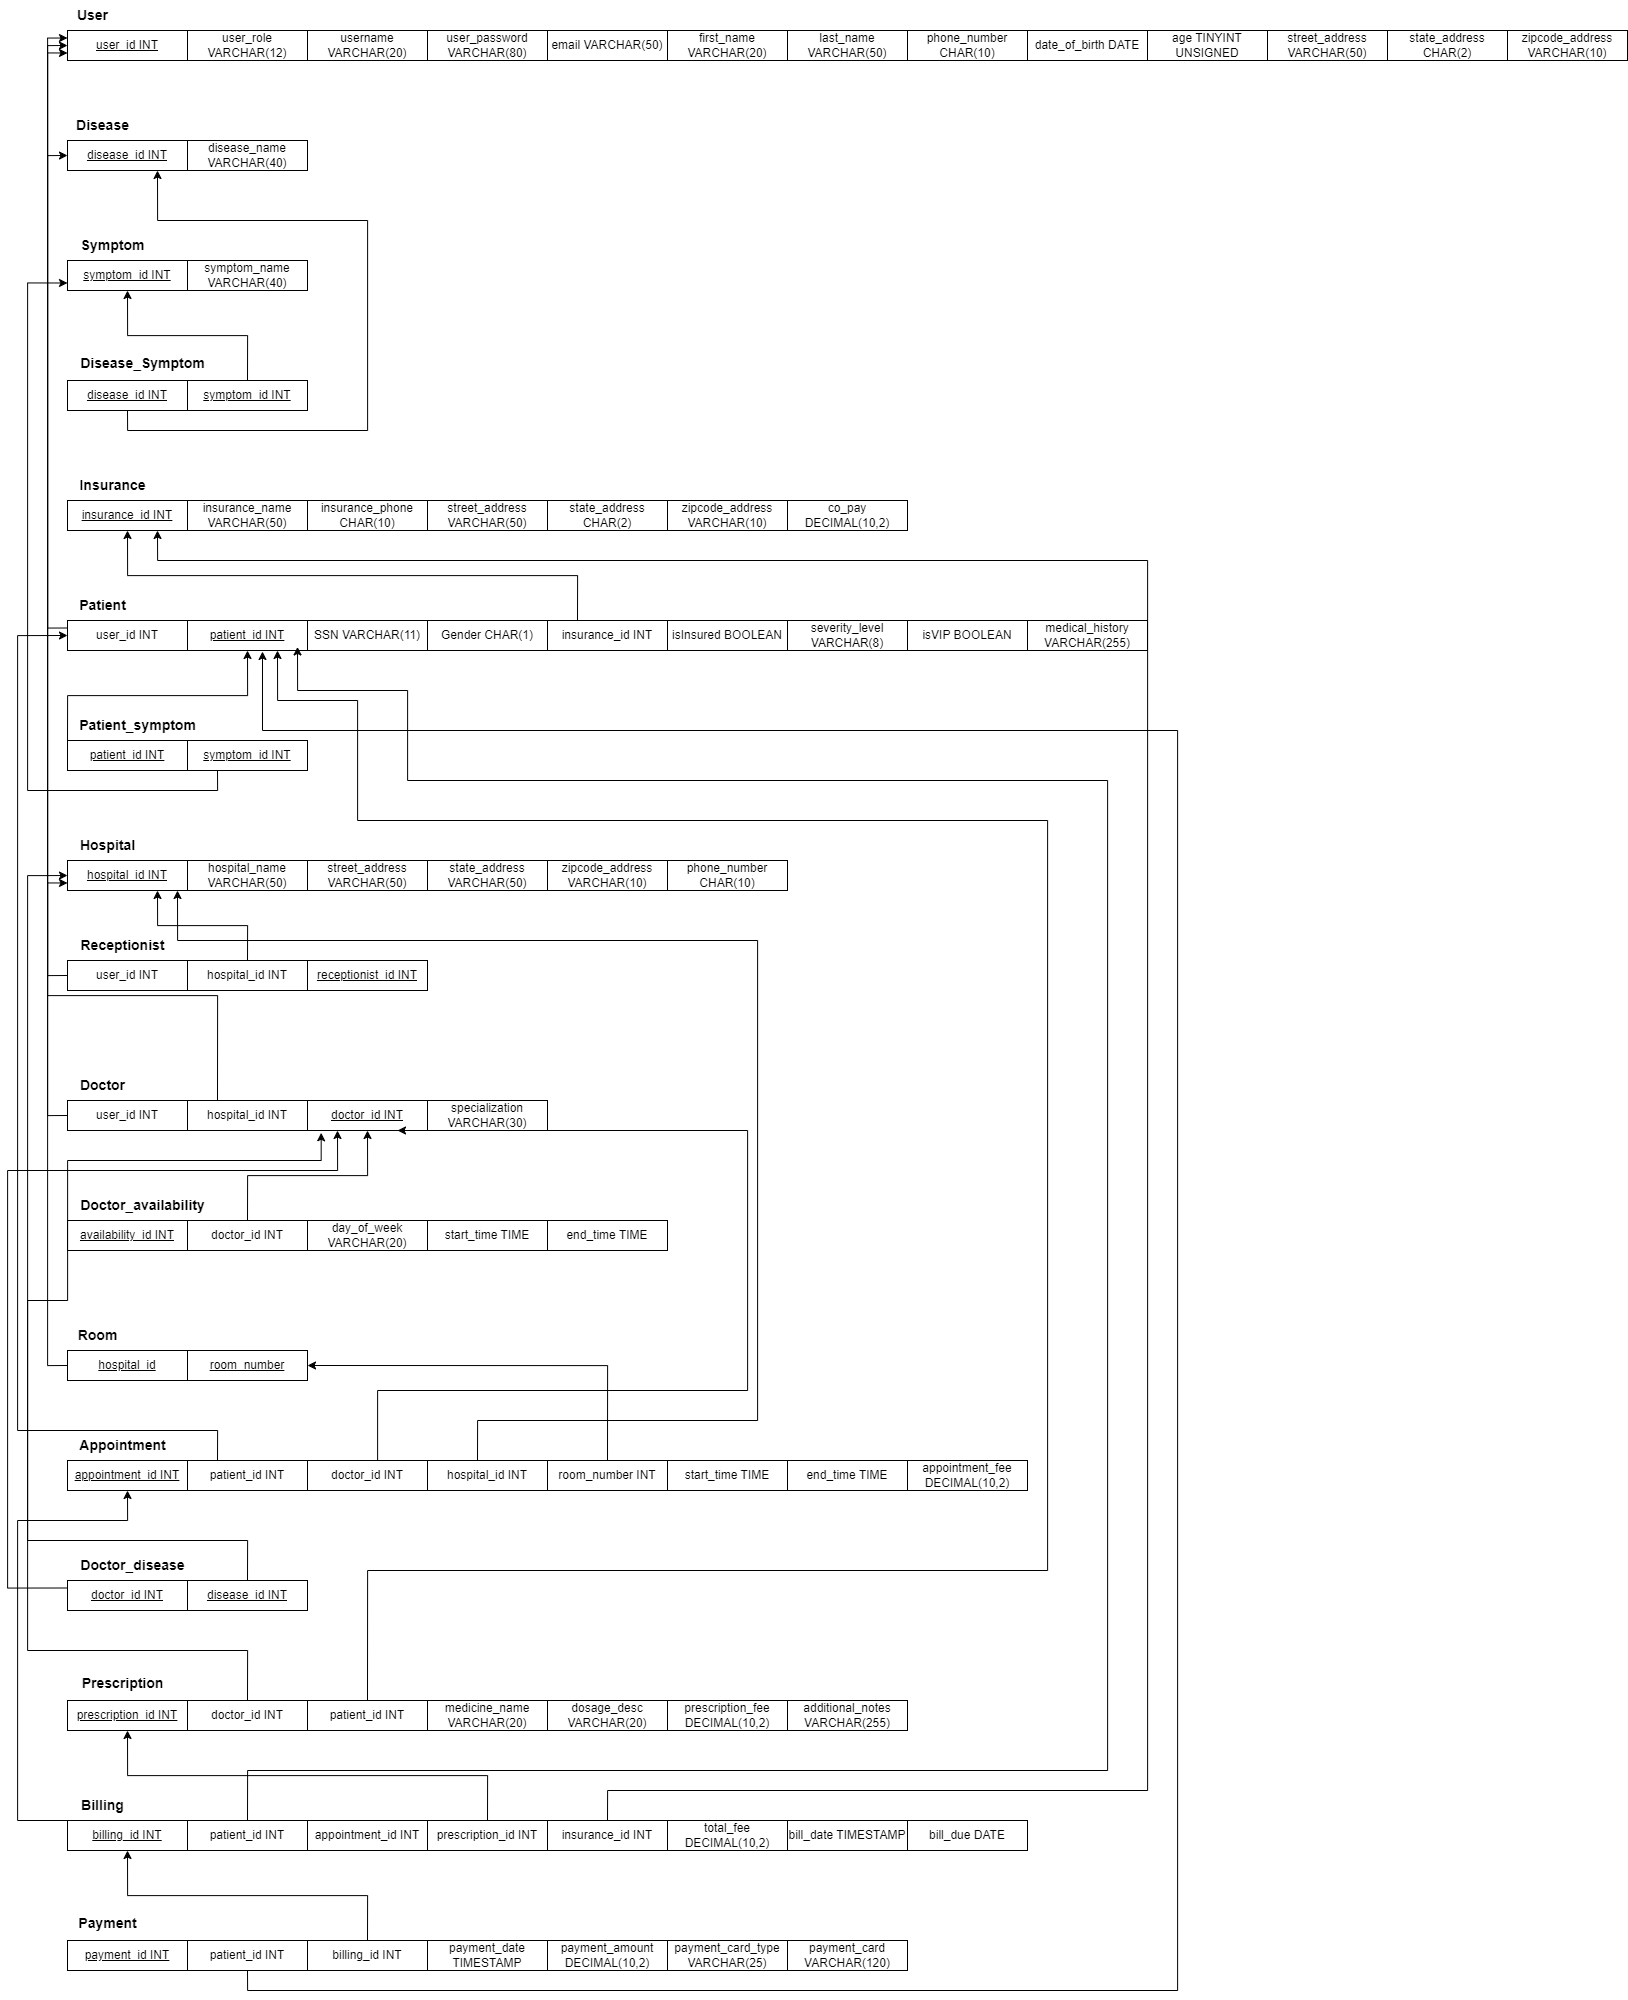 User
user_id INT
user_role
VARCHAR(12)
username
VARCHAR(20)
user_password
VARCHAR(80)
email VARCHAR(50)
first_name
VARCHAR(20)
last_name
VARCHAR(50)
phone_number
CHAR(10)
date_of_birth DATE
age TINYINT
UNSIGNED
street_address
VARCHAR(50)
state_address
CHAR(2)
zipcode_address
VARCHAR(10)
Disease
disease_id INT
disease_name
VARCHAR(40)
Symptom
symptom_id INT
symptom_name
VARCHAR(40)
Disease_Symptom
disease_id INT
symptom_id INT
Insurance
insurance_id INT
insurance_name
VARCHAR(50)
insurance_phone
CHAR(10)
street_address
VARCHAR(50)
state_address
CHAR(2)
zipcode_address
VARCHAR(10)
co_pay
DECIMAL(10,2)
Patient
user_id INT
patient_id INT
SSN VARCHAR(11)
Gender CHAR(1)
insurance_id INT
isInsured BOOLEAN
severity_level
VARCHAR(8)
isVIP BOOLEAN
medical_history
VARCHAR(255)
Patient_symptom
patient_id INT
symptom_id INT
Hospital
hospital_id INT
hospital_name
VARCHAR(50)
street_address
VARCHAR(50)
state_address
VARCHAR(50)
zipcode_address
VARCHAR(10)
phone_number
CHAR(10)
Receptionist
user_id INT
hospital_id INT
receptionist_id INT
Doctor
user_id INT
hospital_id INT
doctor_id INT
specialization
VARCHAR(30)
Doctor_availability
availability_id INT
doctor_id INT
day_of_week
VARCHAR(20)
start_time TIME
end_time TIME
Room
hospital_id
room_number
Appointment
appointment_id INT
patient_id INT
doctor_id INT
hospital_id INT
room_number INT
start_time TIME
end_time TIME
appointment_fee
DECIMAL(10,2)
Doctor_disease
doctor_id INT
disease_id INT
Prescription
prescription_id INT
doctor_id INT
patient_id INT
medicine_name
VARCHAR(20)
dosage_desc
VARCHAR(20)
prescription_fee
DECIMAL(10,2)
additional_notes
VARCHAR(255)
Billing
billing_id INT
patient_id INT
appointment_id INT
prescription_id INT
insurance_id INT
total_fee
DECIMAL(10,2)
bill_date TIMESTAMP
bill_due DATE
Payment
payment_id INT
patient_id INT
billing_id INT
payment_date
TIMESTAMP
payment_amount
DECIMAL(10,2)
payment_card_type
VARCHAR(25)
payment_card
VARCHAR(120)